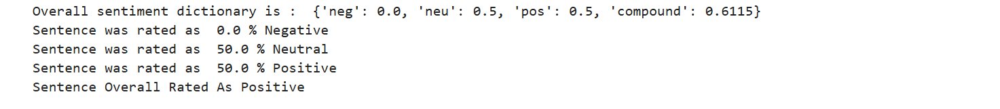 Overall sentiment dictionary is :  {'neg': 0.0, 'neu': 0.5, 'pos': 0.5, 'compound': 0.6115}
Sentence was rated as  0.0 % Negative
Sentence was rated as  50.0 % Neutral
Sentence was rated as  50.0 % Positive
Sentence Overall Rated As Positive